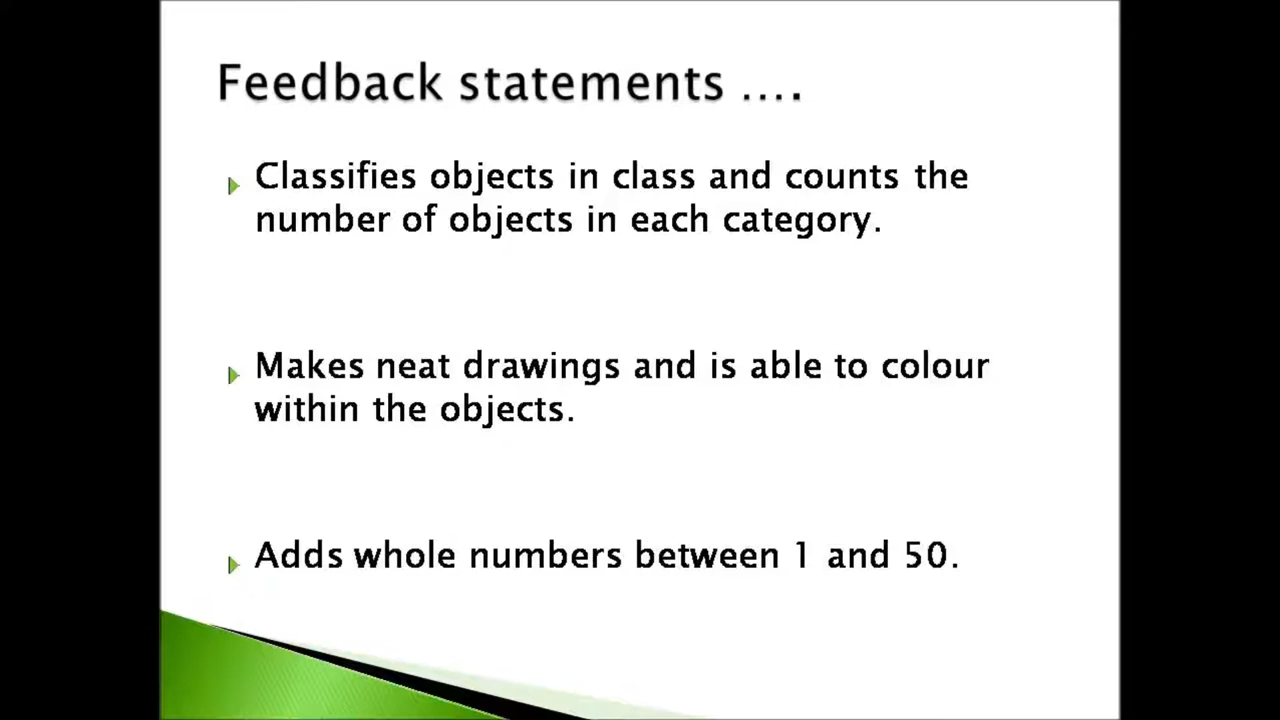 Feedback statements ....
Classifies objects in class and counts the
number of objects in each category.
Makes neat drawings and is able to colour
within the objects.
Adds whole numbers between 1 and 50.